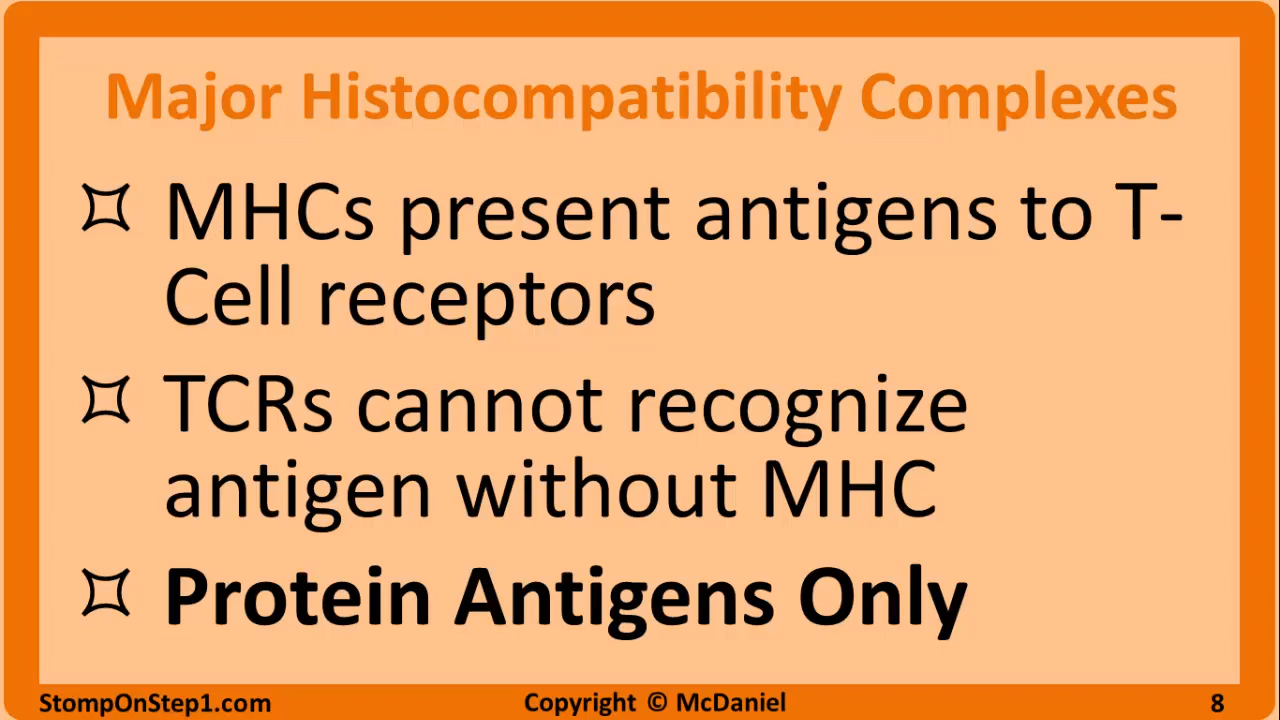 Major Histocompatibility Complexes
MHCs present antigens to T-
Cell receptors
TCRs cannot recognize
antigen without MHC
Protein Antigens Only
StompOnStep1.com
Copyright © McDaniel
8